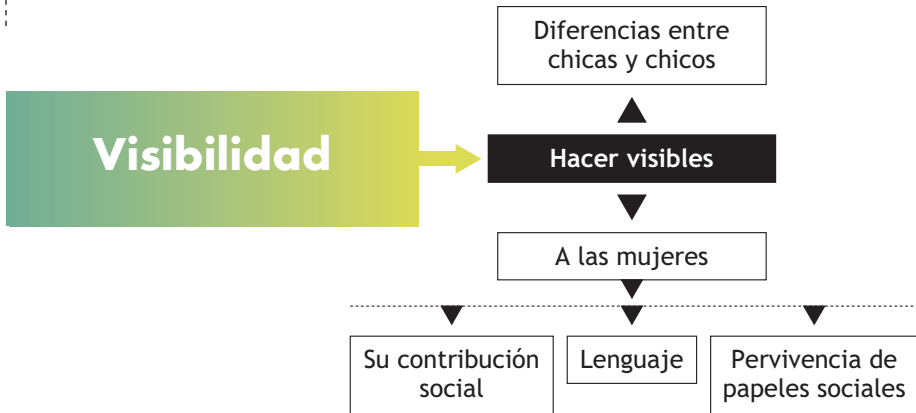 Diferencias entre
chicas y chicos
Visibilidad
Hacer visibles
A las mujeres
Su contribución
social
Lenguaje
Pervivencia de
papeles sociales